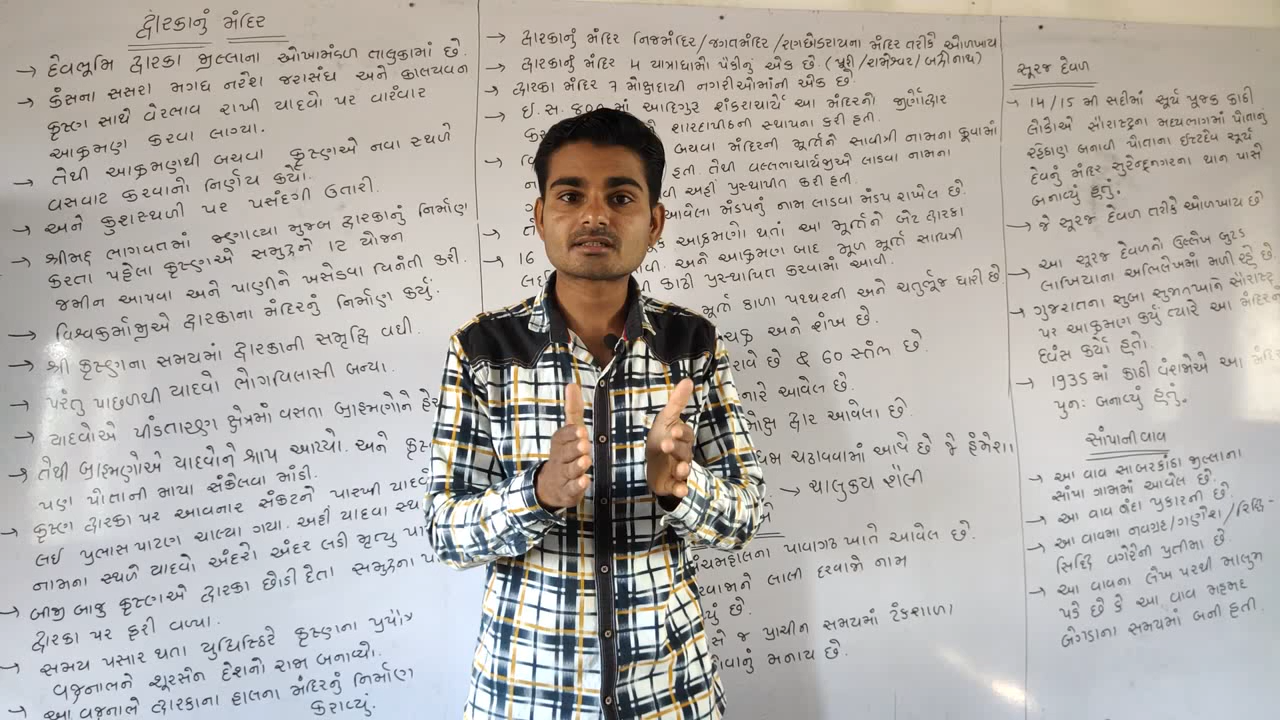 દ્વારકાનું મંદિર
→ દેવભૂમિ દ્વારકા જીલ્લાના ઓખામંડળ તાલુકામાં છે.
→ કંસના સસરા મગધ નરેશ જરાસંધ અને કાલયવન
કૃષ્ણ સાથે વેરભાવ રાખી યાદવો પર વારંવાર
આક્રમણ કરવા લાગ્યા.
→ તેથી આક્રમણથી બચવા કૃષ્ણએ નવા સ્થળે
વસવાટ કરવાનો નિર્ણય કર્યો.
→ અને કુશસ્થળી પર પસંદગી ઉતારી.
→ શ્રીમદ્ ભાગવતમાં જણાવ્યા મુજબ દ્વારકાનું નિર્માણ
કરતા પહેલા કૃષ્ણએ સમુદ્રને 12 યોજન
જમીન આપવા અને પાણીને ખસેડવા વિનંતી કરી.
→ વિશ્વકર્માજીએ દ્વારકાના મંદિરનું નિર્માણ કર્યું.
→ શ્રી કૃષ્ણના સમયમાં દ્વારકાની સમૃદ્ધિ વધી.
→ પરંતુ પાછળથી યાદવો ભોગવિલાસી બન્યા.
→ યાદવોએ પીંડતારણ ક્ષેત્રમાં વસતા બ્રાહ્મણોને
→ તેથી બ્રાહ્મણોએ યાદવોને શ્રાપ આપ્યો. અને
પણ પોતાની માયા સંકેલવા માંડી.
→ કૃષ્ણ દ્વારકા પર આવનાર સંકટને પારખી
લઈ પ્રભાસ પાટણ ચાલ્યા ગયા. અહીં યાદવા
નામના સ્થળે યાદવો અંદરો અંદર લડી મૃત્યુ
→ બીજી બાજુ કૃષ્ણએ દ્વારકા છોડી દેતા સમુદ્રના
દ્વારકા પર ફરી વળ્યા.
→ સમય પસાર થતા યુધિષ્ઠિરે કૃષ્ણના પ્રપૌત્ર
વજ્રનાભને શૂરસેન દેશનો રાજા બનાવ્યો.
→ આ વજ્રનાભે દ્વારકાના હાલના મંદિરનું નિર્માણ
કરાવ્યું.
→ દ્વારકાનું મંદિર નિજમંદિર/જગતમંદિર/રણછોડરાયના મંદિર તરીકે ઓળખાય
→ દ્વારકાનું મંદિર 4 યાત્રાધામો પૈકીનું એક છે. (પૂરી/રામેશ્વર/બદ્રીનાથ)
→ દ્વારકા મંદિર 7 મોક્ષદાયી નગરીઓમાંની એક છે.
→ ઈ.સ. 800 માં આદિગુરુ શંકરાચાર્યે આ મંદિરનો જીર્ણોદ્ધાર
શારદાપીઠની સ્થાપના કરી હતી.
બચવા મંદિરની મૂર્તિને સાવીત્રી નામના કૂવામાં
હતી. તેથી વલ્લભાચાર્યજીએ લાડવા નામના
અહીં પ્રસ્થાપીત કરી હતી.
આવેલા મંડપનું નામ લાડવા મંડપ રાખેલ છે.
આક્રમણો થતાં આ મૂર્તિને બેટ દ્વારકા
→ 16
અને આક્રમણ બાદ મૂળ મૂર્તિ સાવત્રી
કાઢી પ્રસ્થાપિત કરવામાં આવી.
મૂર્તિ કાળા પથ્થરની અને ચતુર્ભૂજ ધારી છે
અને શંખ છે.
છે & 60 સ્તંભ છે.
આવેલ છે.
મોક્ષ દ્વાર આવેલા છે.
ચઢાવવામાં આવે છે જે હંમેશા
→ ચાલુક્ય શૈલી
પંચમહાલના પાવાગઢ ખાતે આવેલ છે.
લાલી દરવાજો નામ
છે.
જ પ્રાચીન સમયમાં ટંકશાળા
હોવાનું મનાય છે.
સૂરજ દેવળ
→ 14/15 મી સદીમાં સૂર્ય પૂજક કાઠી
લોકોએ સૌરાષ્ટ્રના મધ્યભાગમાં પોતાનું
રહેઠાણ બનાવી પોતાના ઈષ્ટદેવ સૂર્ય
દેવનું મંદિર સુરેન્દ્રનગરના થાન પાસે
બનાવ્યું હતું.
→ જે સૂરજ દેવળ તરીકે ઓળખાય છે
→ આ સૂરજ દેવળનો ઉલ્લેખ બુટડ
લાખિયાના અભિલેખમાં મળી રહે છે.
→ ગુજરાતના સુબા સુજાતખાને સૌરાષ્ટ્ર
પર આક્રમણ કર્યું ત્યારે આ મંદિરનો
ધ્વંસ કર્યો હતો.
→ 1935 માં કાઠી વંશજોએ આ મંદિર
પુનઃ બનાવ્યું હતું.
સાંપાની વાવ
→ આ વાવ સાબરકાંઠા જીલ્લાના
સાંપા ગામમાં આવેલ છે.
→ આ વાવ નંદા પ્રકારની છે.
→ આ વાવમાં નવગ્રહ/ગણેશ/રિદ્ધિ-
સિદ્ધિ વગેરેની પ્રતીમા છે.
→ આ વાવના લેખ પરથી માલુમ
પડે છે કે આ વાવ મહંમદ
બેગડાના સમયમાં બની હતી.